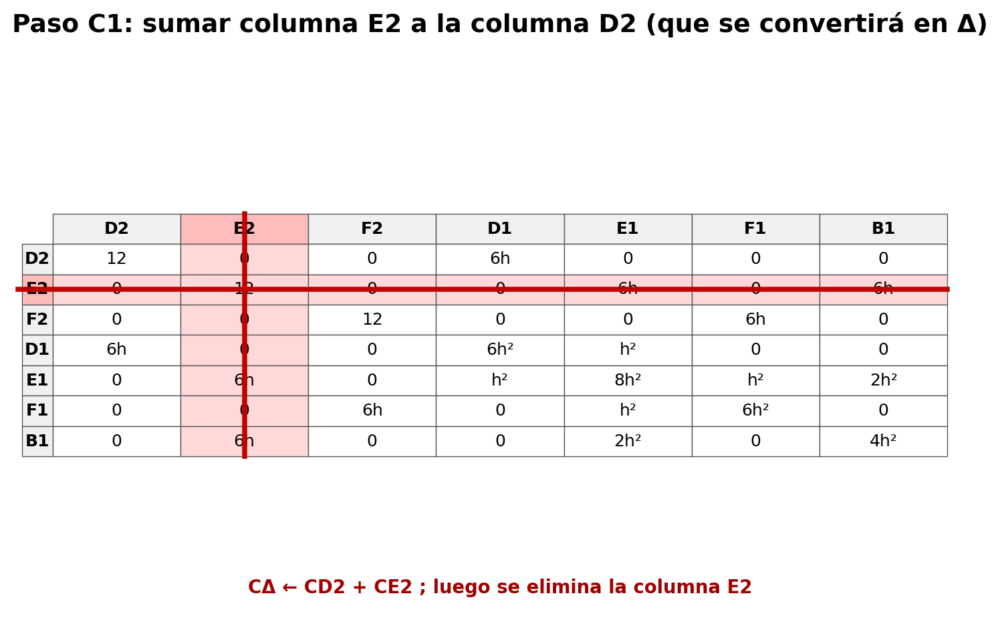 Paso C1: sumar columna E2 a la columna D2 (que se convertirá en Δ)
D2 E2 F2 D1 E1 F1 B1
D2 12 0 0 6h 0 0 0
E2 0 12 0 0 6h 0 6h
F2 0 0 12 0 0 6h 0
D1 6h 0 0 6h² h² 0 0
E1 0 6h 0 h² 8h² h² 2h²
F1 0 0 6h 0 h² 6h² 0
B1 0 6h 0 0 2h² 0 4h²
CΔ ← CD2 + CE2 ; luego se elimina la columna E2